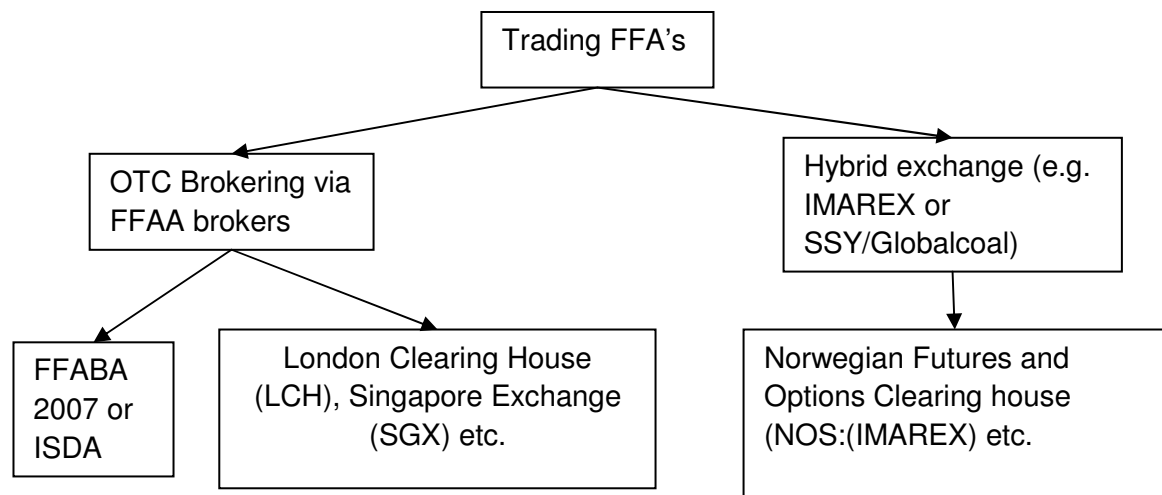 Trading FFA's
OTC Brokering via
FFAA brokers
Hybrid exchange (e.g.
IMAREX or
SSY/Globalcoal)
FFABA
2007 or
ISDA
London Clearing House
(LCH), Singapore Exchange
(SGX) etc.
Norwegian Futures and
Options Clearing house
(NOS:(IMAREX) etc.